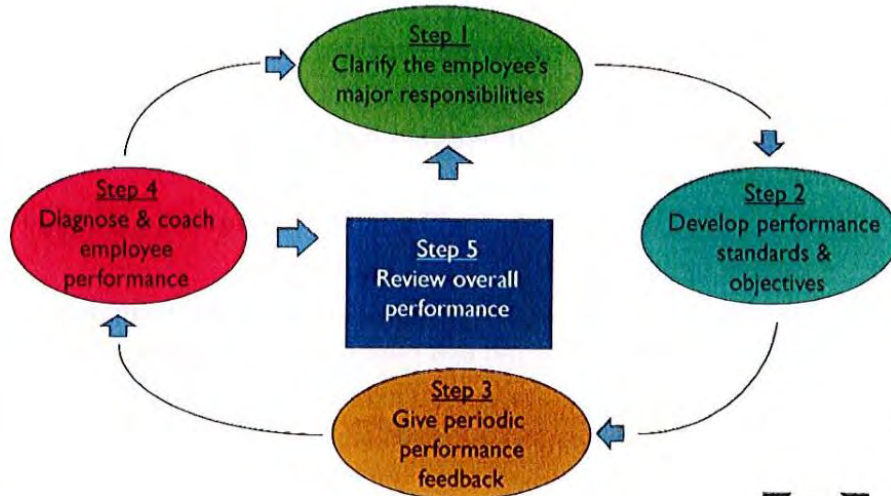 Step 1
Clarify the employee's
major responsibilities
Step 2
Develop performance
standards &
objectives
Step 3
Give periodic
performance
feedback
Step 4
Diagnose & coach
employee
performance
Step 5
Review overall
performance